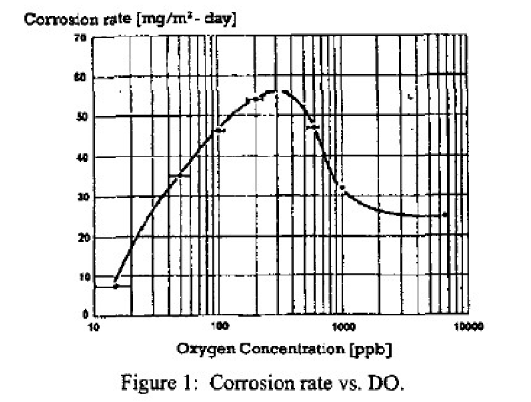 Corrosion rate [mg/m²- day]
70
60
50
40
30
20
10
0
10 100 1000 10000
Oxygen Concentration [ppb]
Figure 1: Corrosion rate vs. DO.